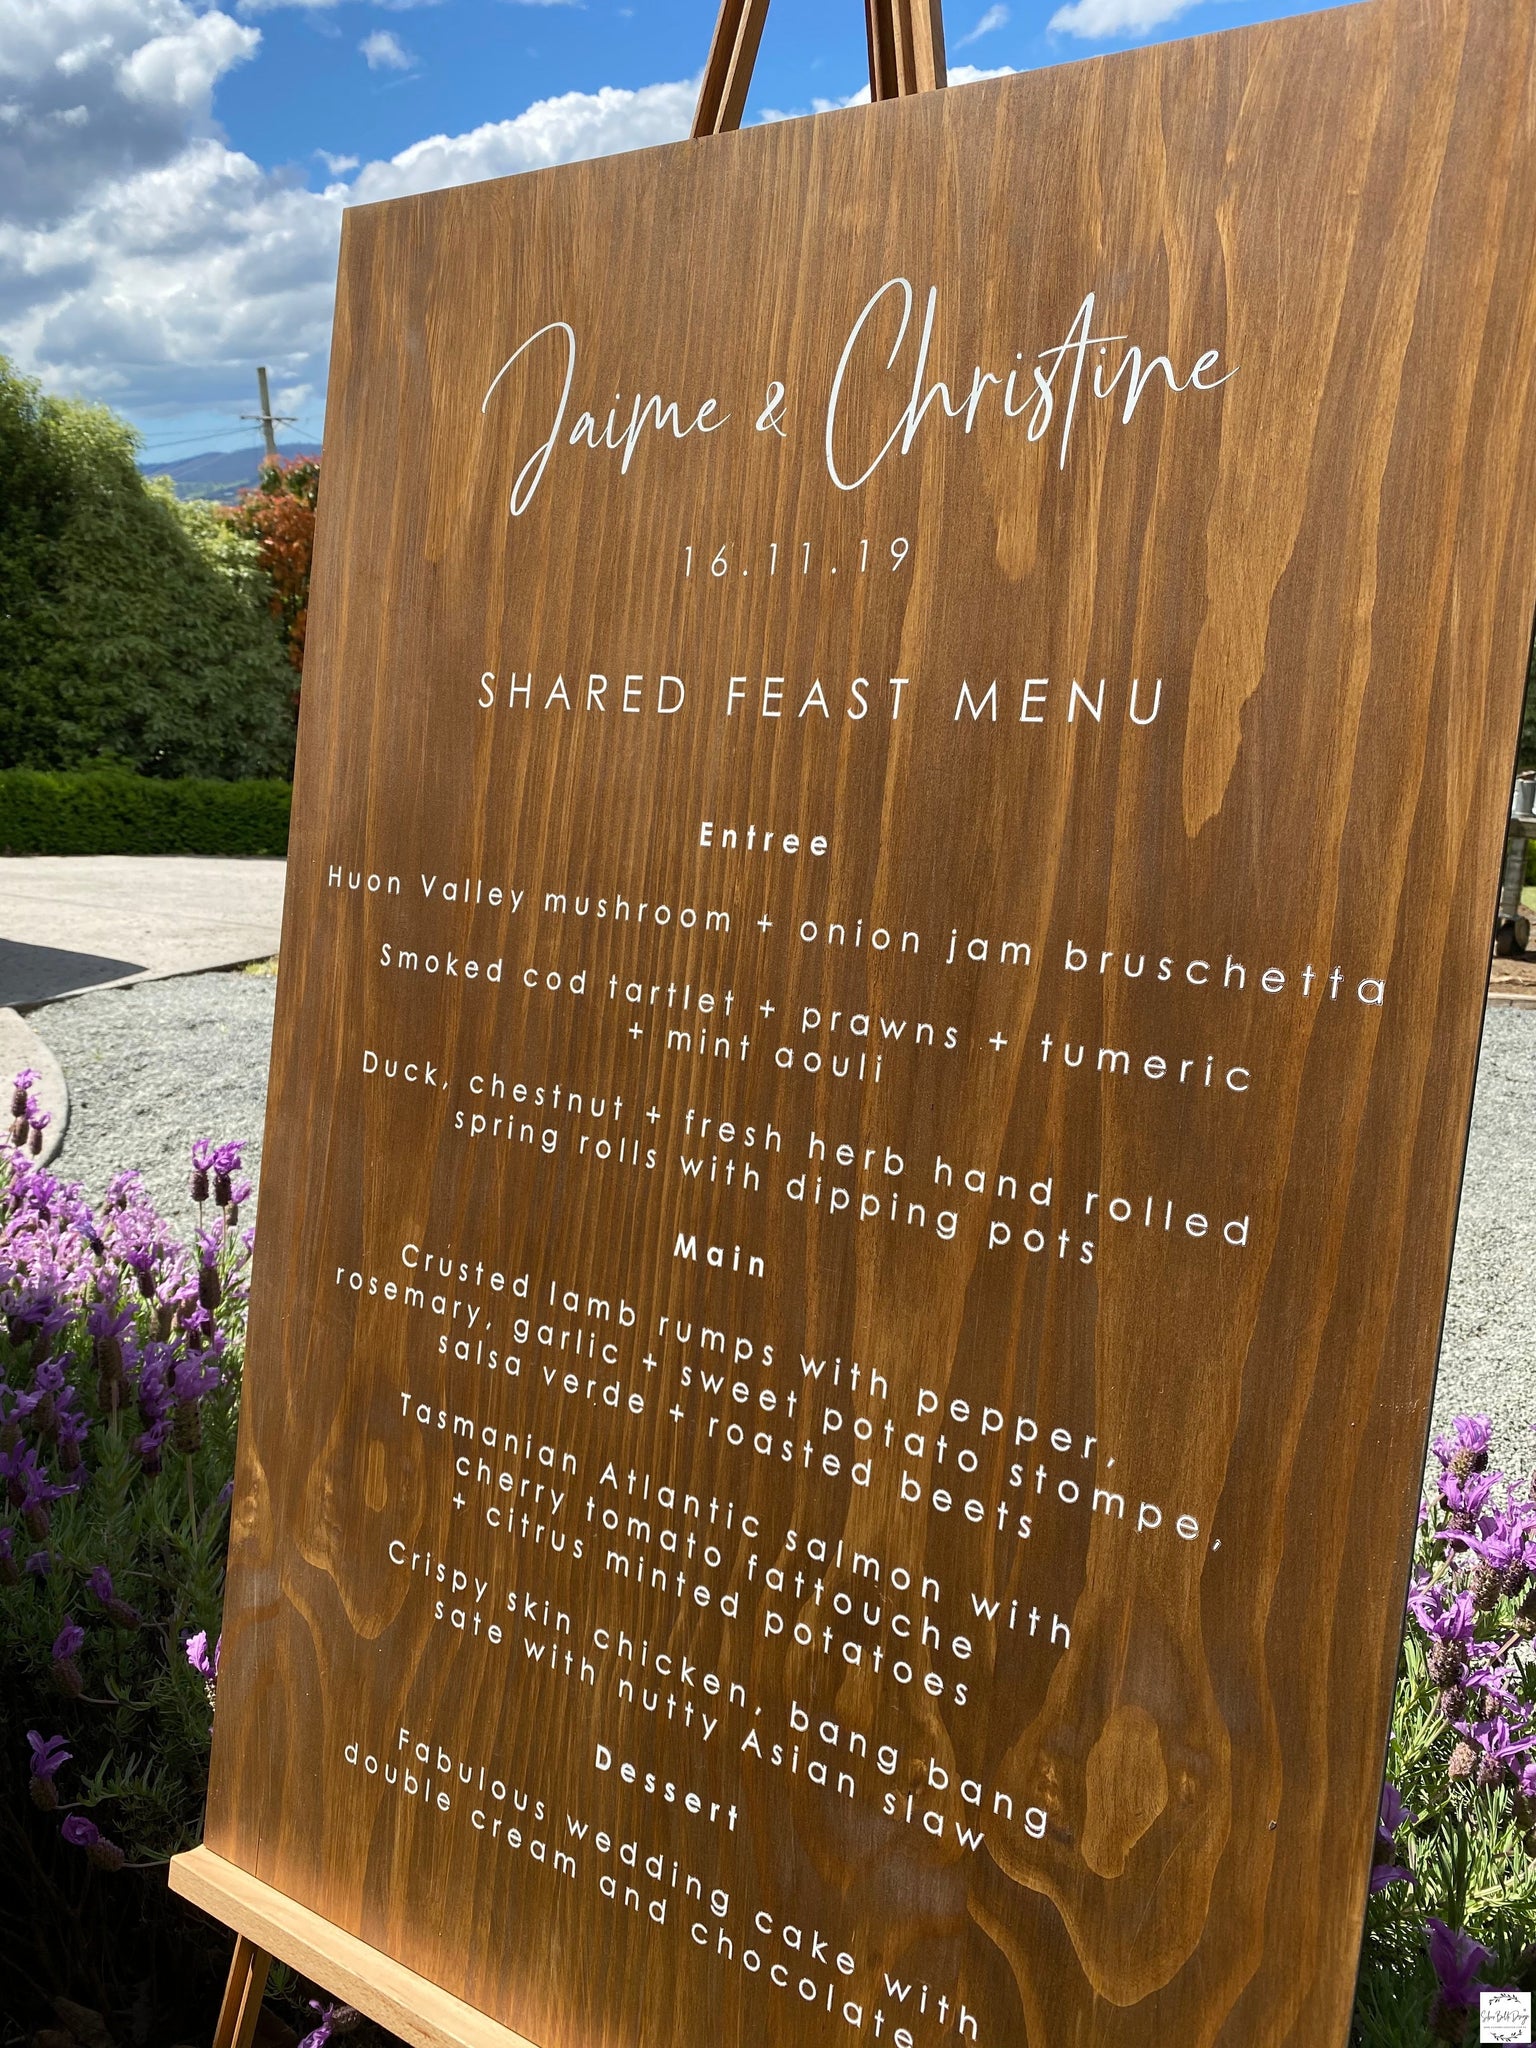 Jaime & Christine
16.11.19
SHARED FEAST MENU
Entree
Huon Valley mushroom + onion jam bruschetta
Smoked cod tartlet + prawns + tumeric
+ mint aouli
Duck, chestnut + fresh herb hand rolled
spring rolls with dipping pots
Main
Crusted lamb rumps with pepper,
rosemary, garlic + sweet potato stompe,
salsa verde + roasted beets
Tasmanian Atlantic salmon with
cherry tomato fattouche
+ citrus minted potatoes
Crispy skin chicken, bang bang
sate with nutty Asian slaw
Dessert
Fabulous wedding cake with
double cream and chocolate